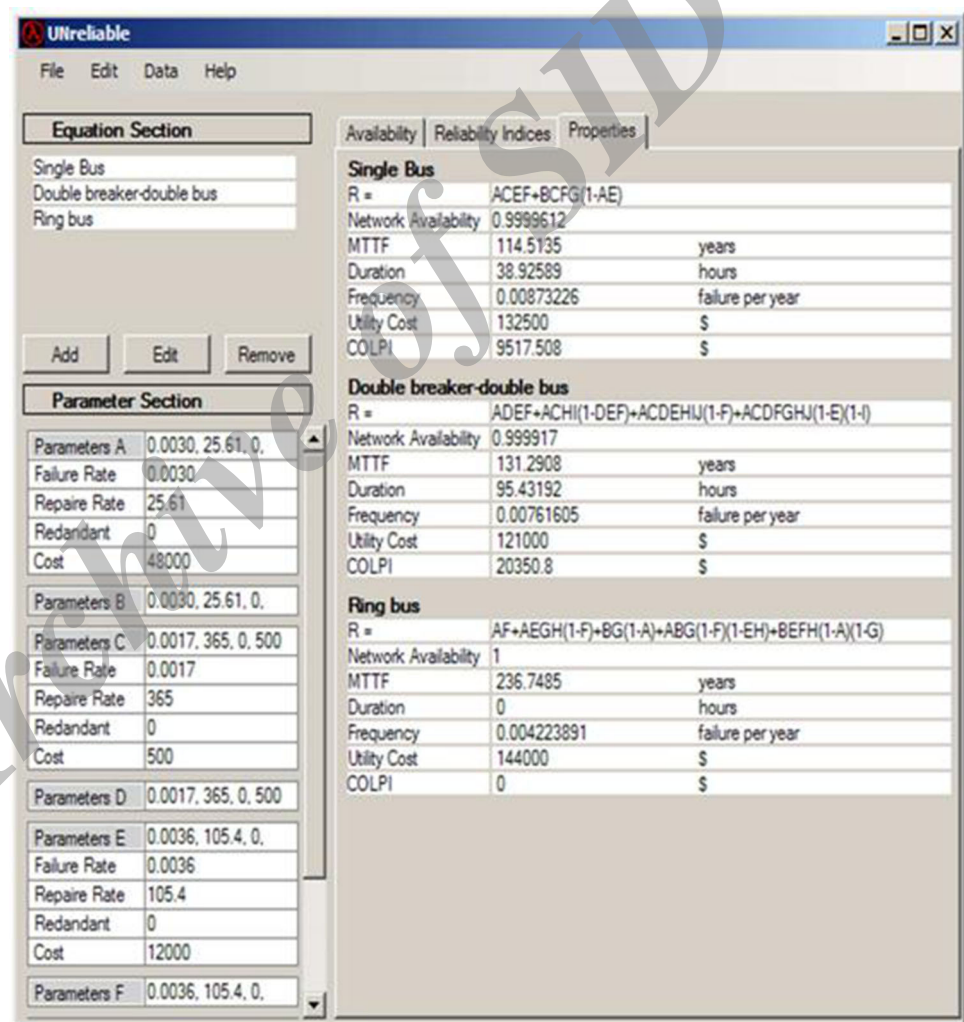 UNreliable
File Edit Data Help
Equation Section
Single Bus
Double breaker-double bus
Ring bus
Add Edit Remove
Parameter Section
Parameters A 0.0030, 25.61, 0,
Failure Rate 0.0030
Repaire Rate 25.61
Redandant 0
Cost 48000
Parameters B 0.0030, 25.61, 0,
Parameters C 0.0017, 365, 0, 500
Failure Rate 0.0017
Repaire Rate 365
Redandant 0
Cost 500
Parameters D 0.0017, 365, 0, 500
Parameters E 0.0036, 105.4, 0,
Failure Rate 0.0036
Repaire Rate 105.4
Redandant 0
Cost 12000
Parameters F 0.0036, 105.4, 0,
Availability Reliability Indices Properties
Single Bus
R = ACEF+BCFG(1-AE)
Network Availability 0.9999612
MTTF 114.5135 years
Duration 38.92589 hours
Frequency 0.00873226 failure per year
Utility Cost 132500 $
COLPI 9517.508 $
Double breaker-double bus
R = ADEF+ACHI(1-DEF)+ACDEHIJ(1-F)+ACDFGHJ(1-E)(1-I)
Network Availability 0.999917
MTTF 131.2908 years
Duration 95.43192 hours
Frequency 0.00761605 failure per year
Utility Cost 121000 $
COLPI 20350.8 $
Ring bus
R = AF+AEGH(1-F)+BG(1-A)+ABG(1-F)(1-EH)+BEFH(1-A)(1-G)
Network Availability 1
MTTF 236.7485 years
Duration 0 hours
Frequency 0.004223891 failure per year
Utility Cost 144000 $
COLPI 0 $
Archive of SID